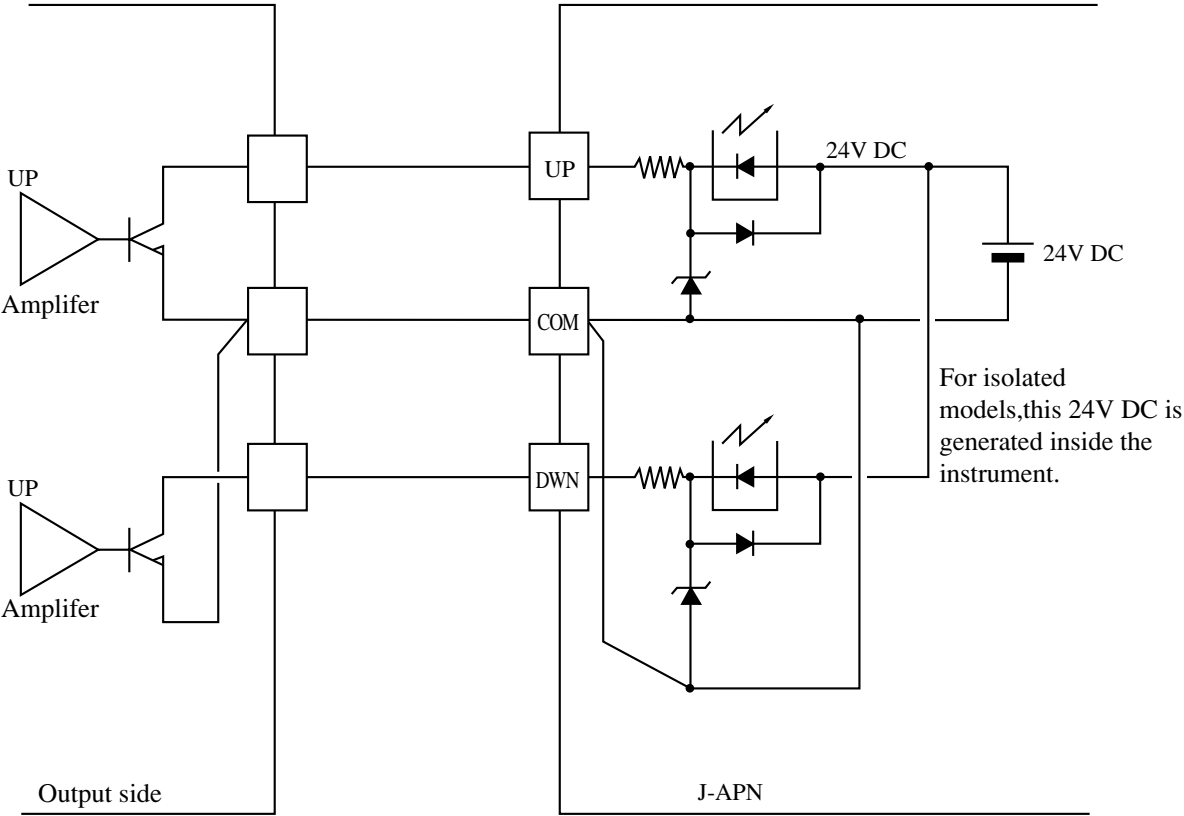 UP
24V DC
UP
24V DC
Amplifer
COM
For isolated
models,this 24V DC is
generated inside the
instrument.
DWN
UP
Amplifer
Output side
J-APN